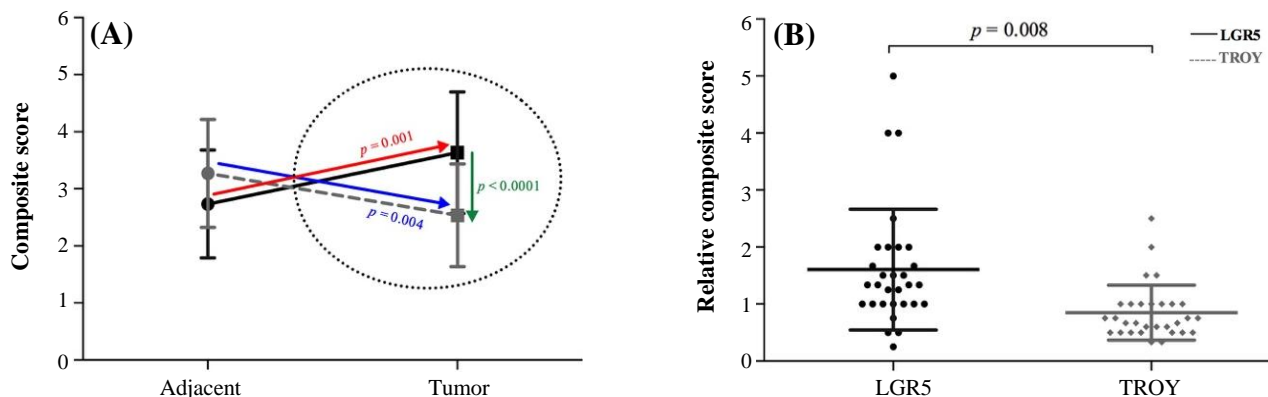 (A)
Composite score
6
5
4
3
2
1
0
p = 0.001
p < 0.0001
p = 0.004
Adjacent
Tumor
(B)
Relative composite score
6
5
4
3
2
1
0
p = 0.008
LGR5
TROY
LGR5
TROY